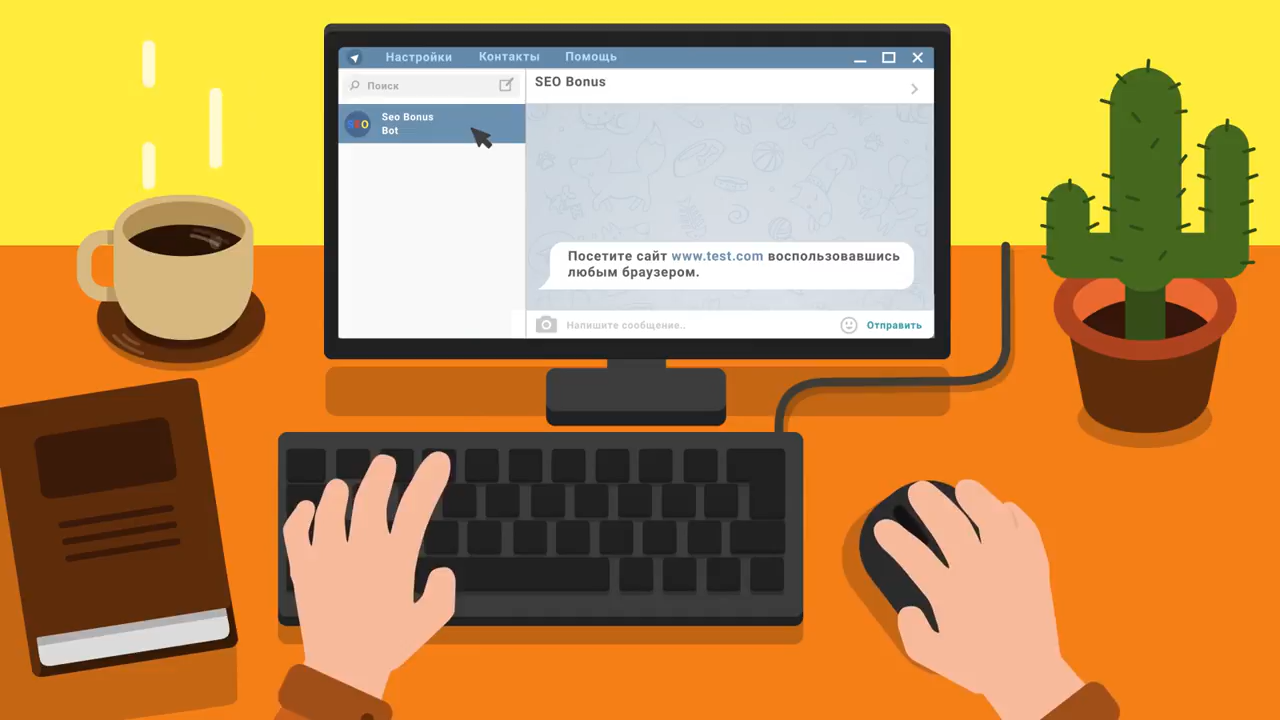 Настройки Контакты Помощь
Поиск
SEO Bonus
SEO
Seo Bonus
Bot
Посетите сайт www.test.com воспользовавшись
любым браузером.
Напишите сообщение..
Отправить